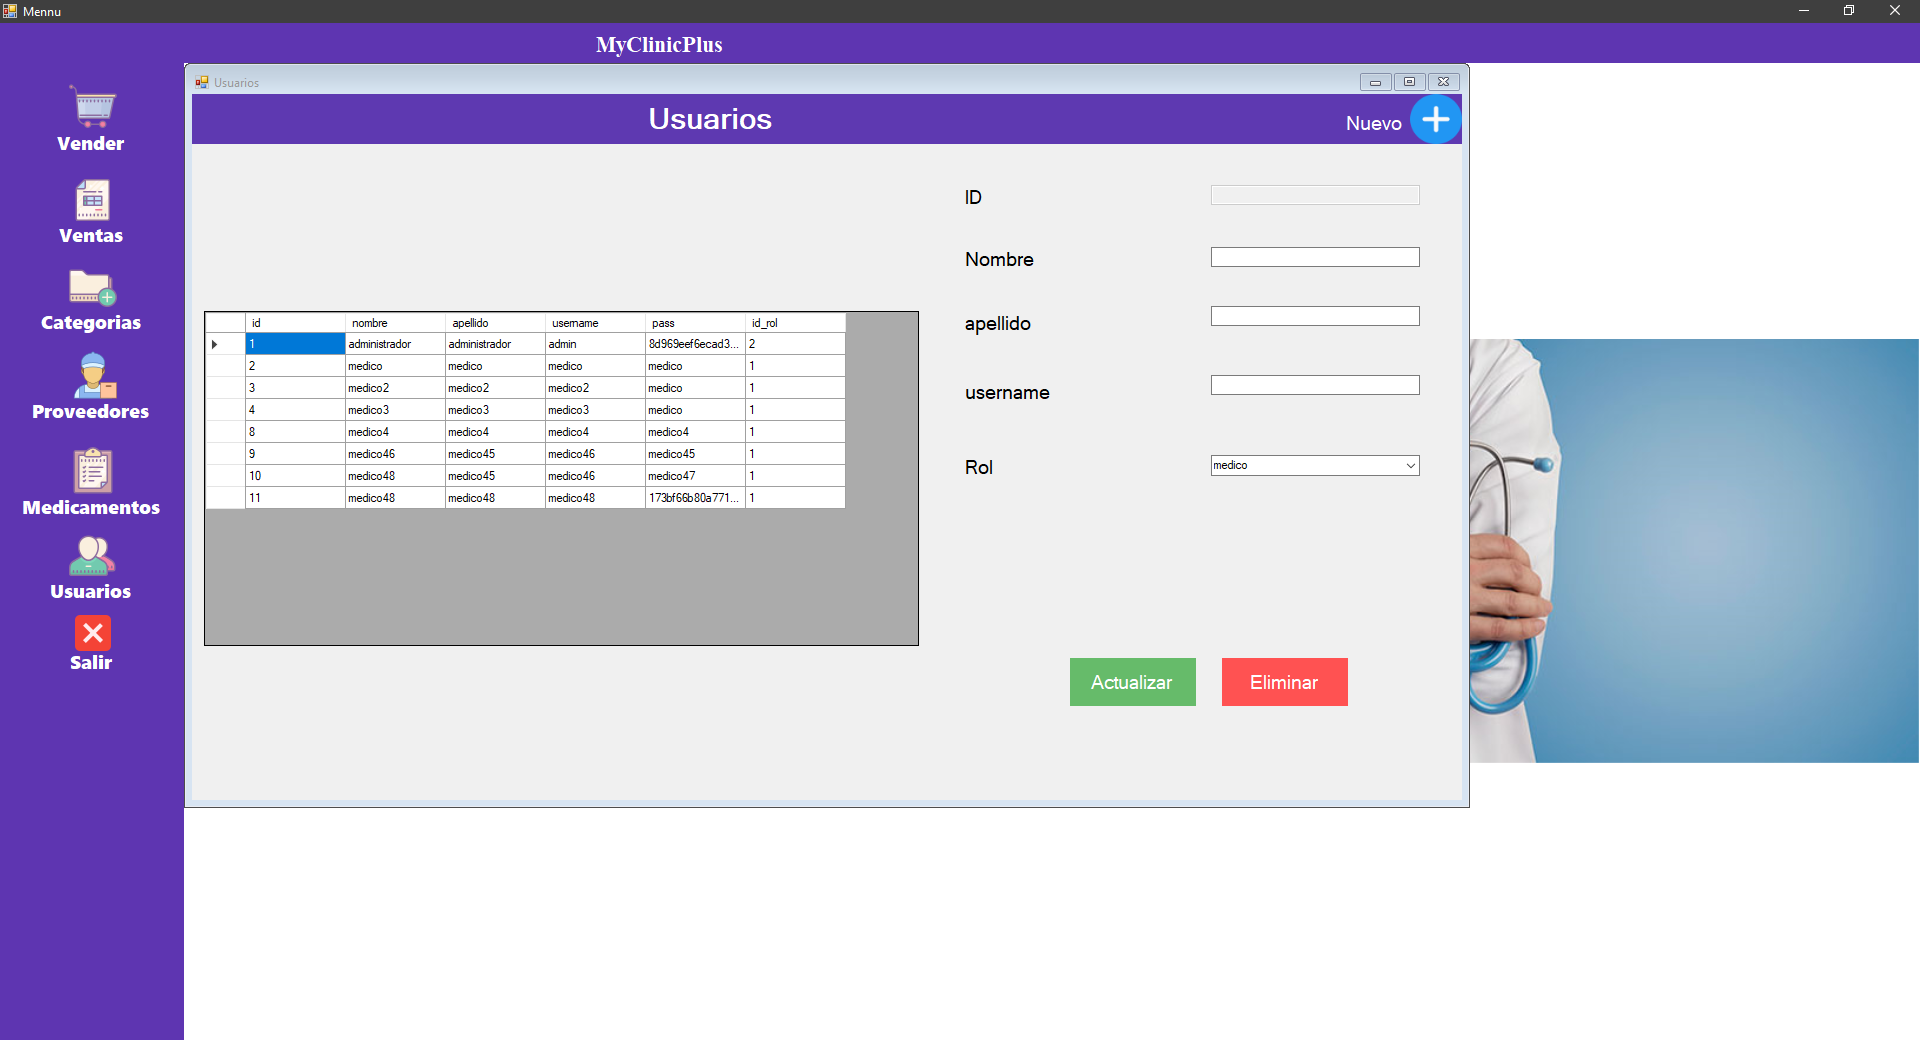 Mennu
MyClinicPlus
Vender
Ventas
Categorias
Proveedores
Medicamentos
Usuarios
Salir
Usuarios
Usuarios
Nuevo
id nombre apellido username pass id_rol
1 administrador administrador admin 8d969eef6ecad3... 2
2 medico medico medico medico 1
3 medico2 medico2 medico2 medico 1
4 medico3 medico3 medico3 medico 1
8 medico4 medico4 medico4 medico4 1
9 medico46 medico45 medico46 medico45 1
10 medico48 medico45 medico46 medico47 1
11 medico48 medico48 medico48 173bf66b80a771... 1
ID
Nombre
apellido
username
Rol medico
Actualizar Eliminar